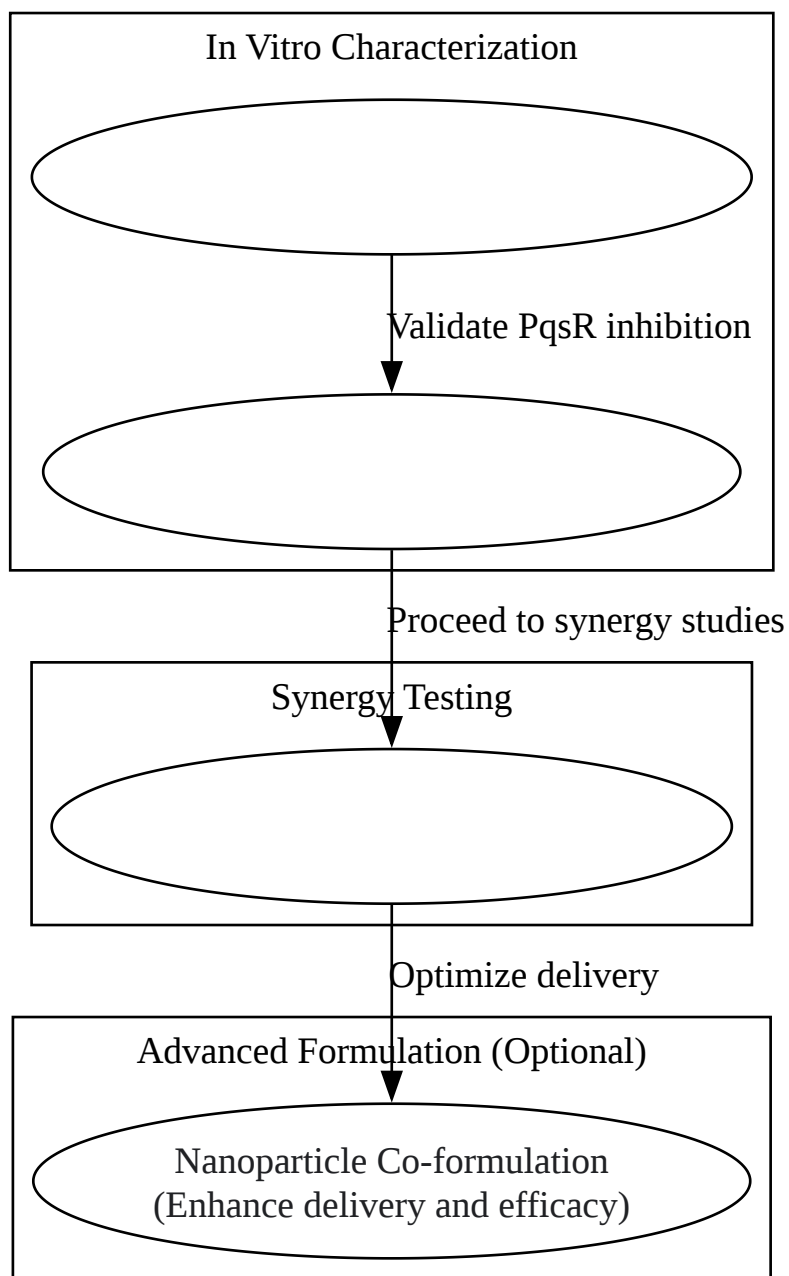 In Vitro Characterization
Validate PqsR inhibition
Proceed to synergy studies
Synergy Testing
Optimize delivery
Advanced Formulation (Optional)
Nanoparticle Co-formulation
(Enhance delivery and efficacy)